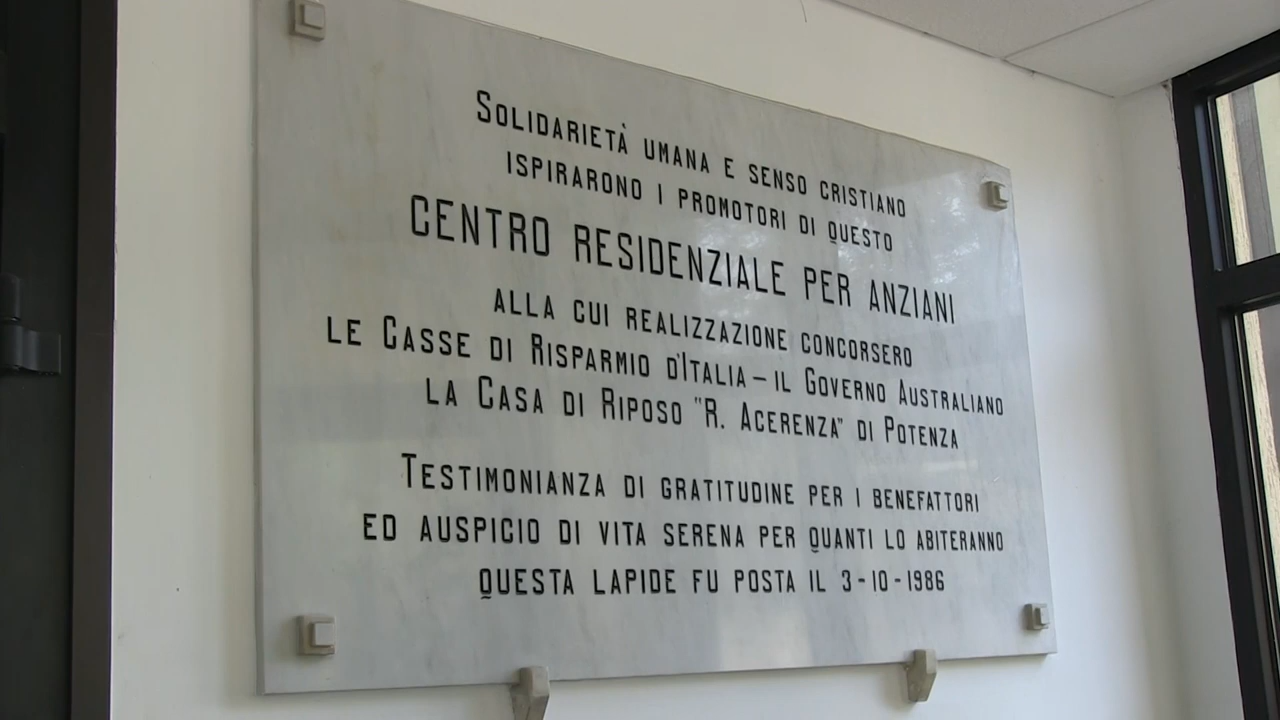 Solidarietà umana e senso cristiano
ispirarono i promotori di questo
CENTRO RESIDENZIALE PER ANZIANI
alla cui realizzazione concorsero
le Casse di Risparmio d'Italia – il Governo Australiano
la Casa di Riposo "R. Acerenza" di Potenza
Testimonianza di gratitudine per i benefattori
ed auspicio di vita serena per quanti lo abiteranno
questa lapide fu posta il 3-10-1986